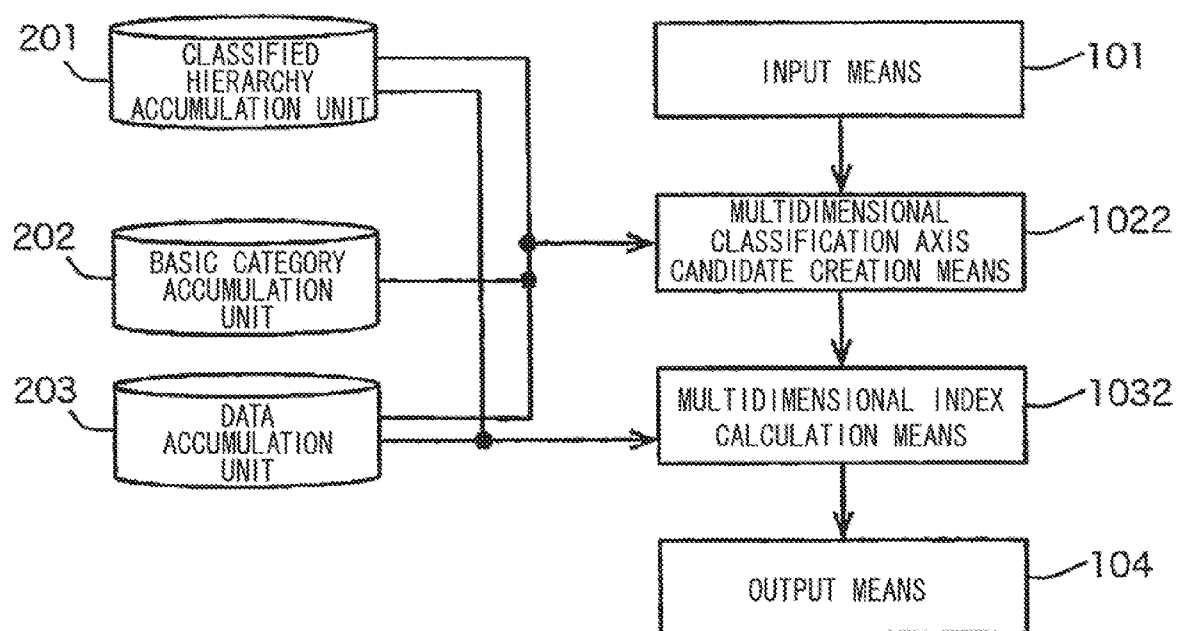 201
CLASSIFIED
HIERARCHY
ACCUMULATION UNIT
202
BASIC CATEGORY
ACCUMULATION
UNIT
203
DATA
ACCUMULATION
UNIT
INPUT MEANS
101
MULTIDIMENSIONAL
CLASSIFICATION AXIS
CANDIDATE CREATION MEANS
1022
MULTIDIMENSIONAL INDEX
CALCULATION MEANS
1032
OUTPUT MEANS
104